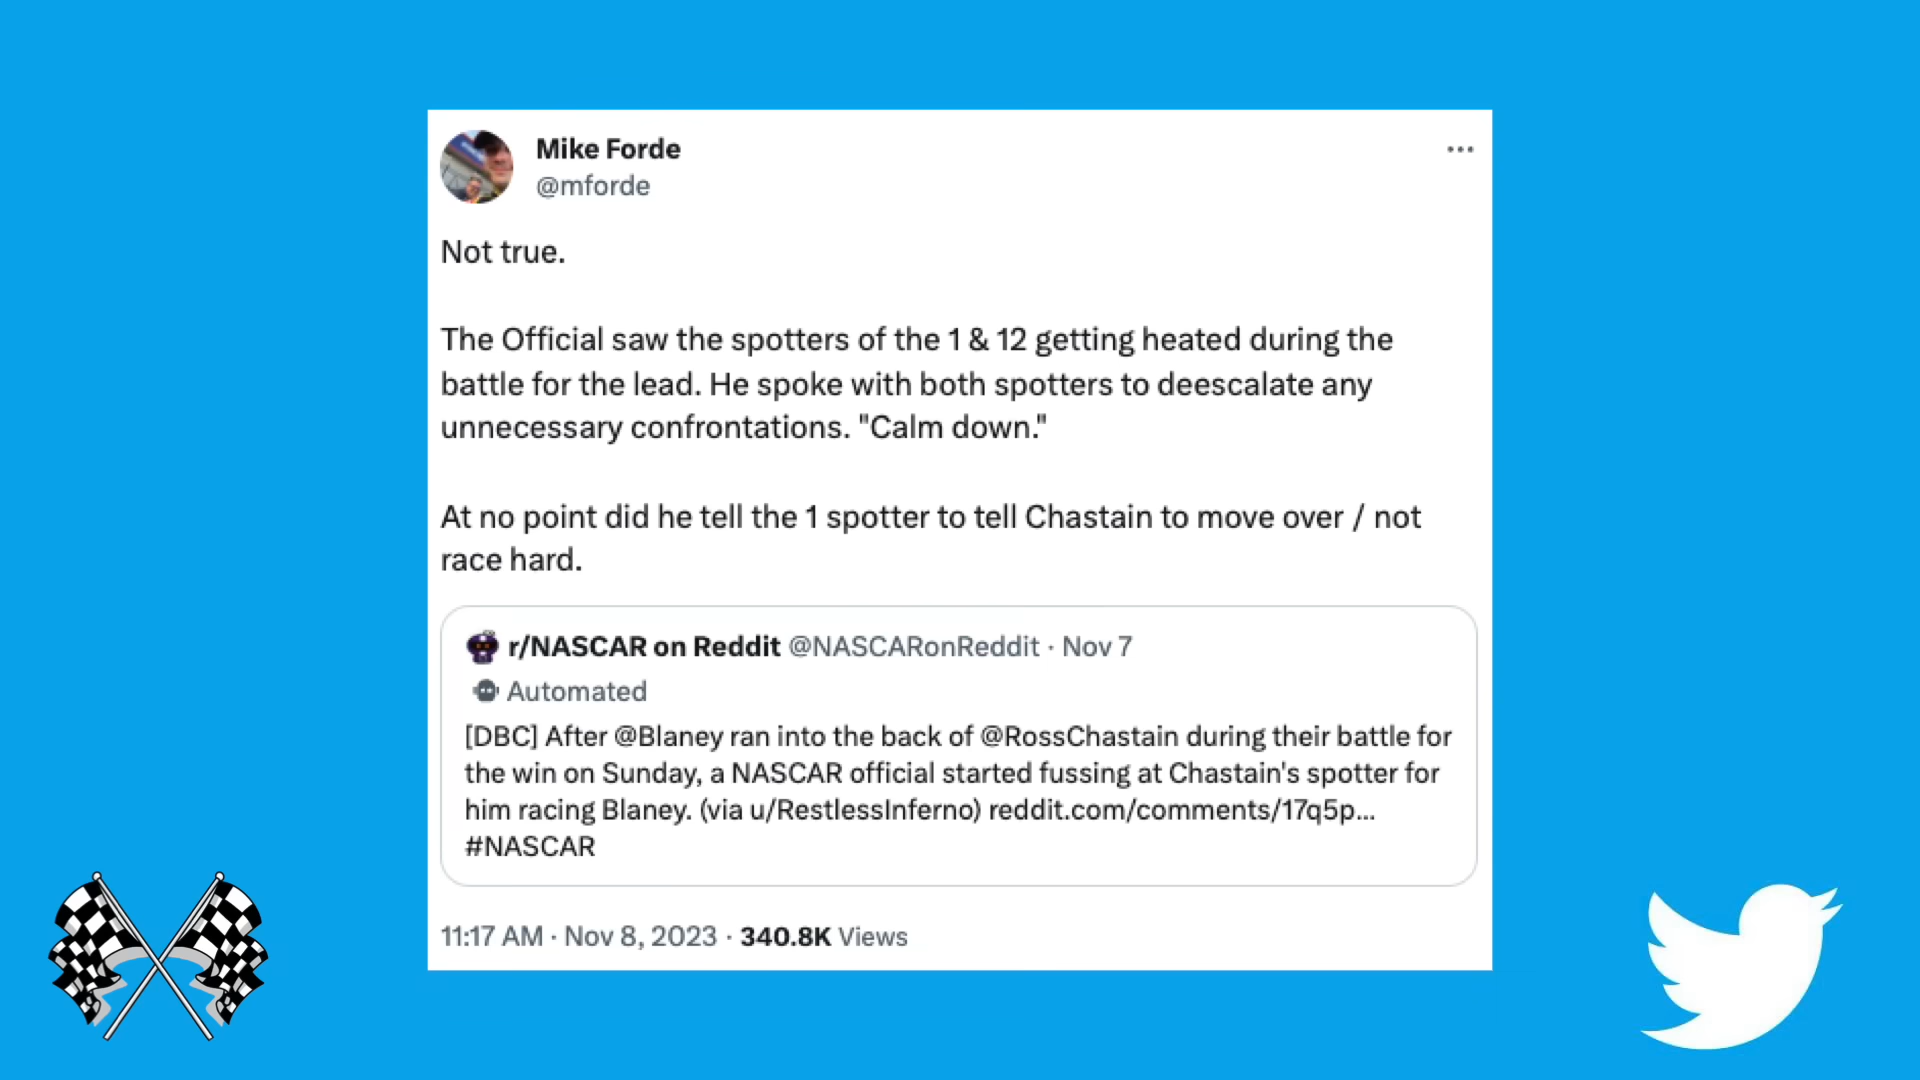 Mike Forde
@mforde
Not true.
The Official saw the spotters of the 1 & 12 getting heated during the
battle for the lead. He spoke with both spotters to deescalate any
unnecessary confrontations. "Calm down."
At no point did he tell the 1 spotter to tell Chastain to move over / not
race hard.
r/NASCAR on Reddit @NASCARonReddit · Nov 7
Automated
[DBC] After @Blaney ran into the back of @RossChastain during their battle for
the win on Sunday, a NASCAR official started fussing at Chastain's spotter for
him racing Blaney. (via u/RestlessInferno) reddit.com/comments/17q5p...
#NASCAR
11:17 AM · Nov 8, 2023 · 340.8K Views